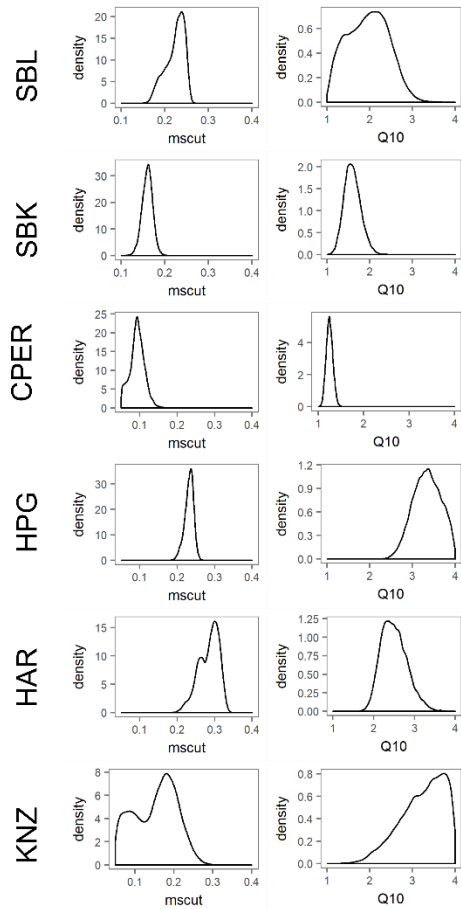 SBL
density
20
15
10
5
0
0.1 0.2 0.3 0.4
mscut
density
0.6
0.4
0.2
0.0
1 2 3 4
Q10
SBK
density
30
20
10
0
0.1 0.2 0.3 0.4
mscut
density
2.0
1.5
1.0
0.5
0.0
1 2 3 4
Q10
CPER
density
25
20
15
10
5
0
0.1 0.2 0.3 0.4
mscut
density
4
2
0
1 2 3 4
Q10
HPG
density
30
20
10
0
0.1 0.2 0.3 0.4
mscut
density
1.2
0.9
0.6
0.3
0.0
1 2 3 4
Q10
HAR
density
15
10
5
0
0.1 0.2 0.3 0.4
mscut
density
1.25
1.00
0.75
0.50
0.25
0.00
1 2 3 4
Q10
KNZ
density
8
6
4
2
0
0.1 0.2 0.3 0.4
mscut
density
0.8
0.6
0.4
0.2
0.0
1 2 3 4
Q10